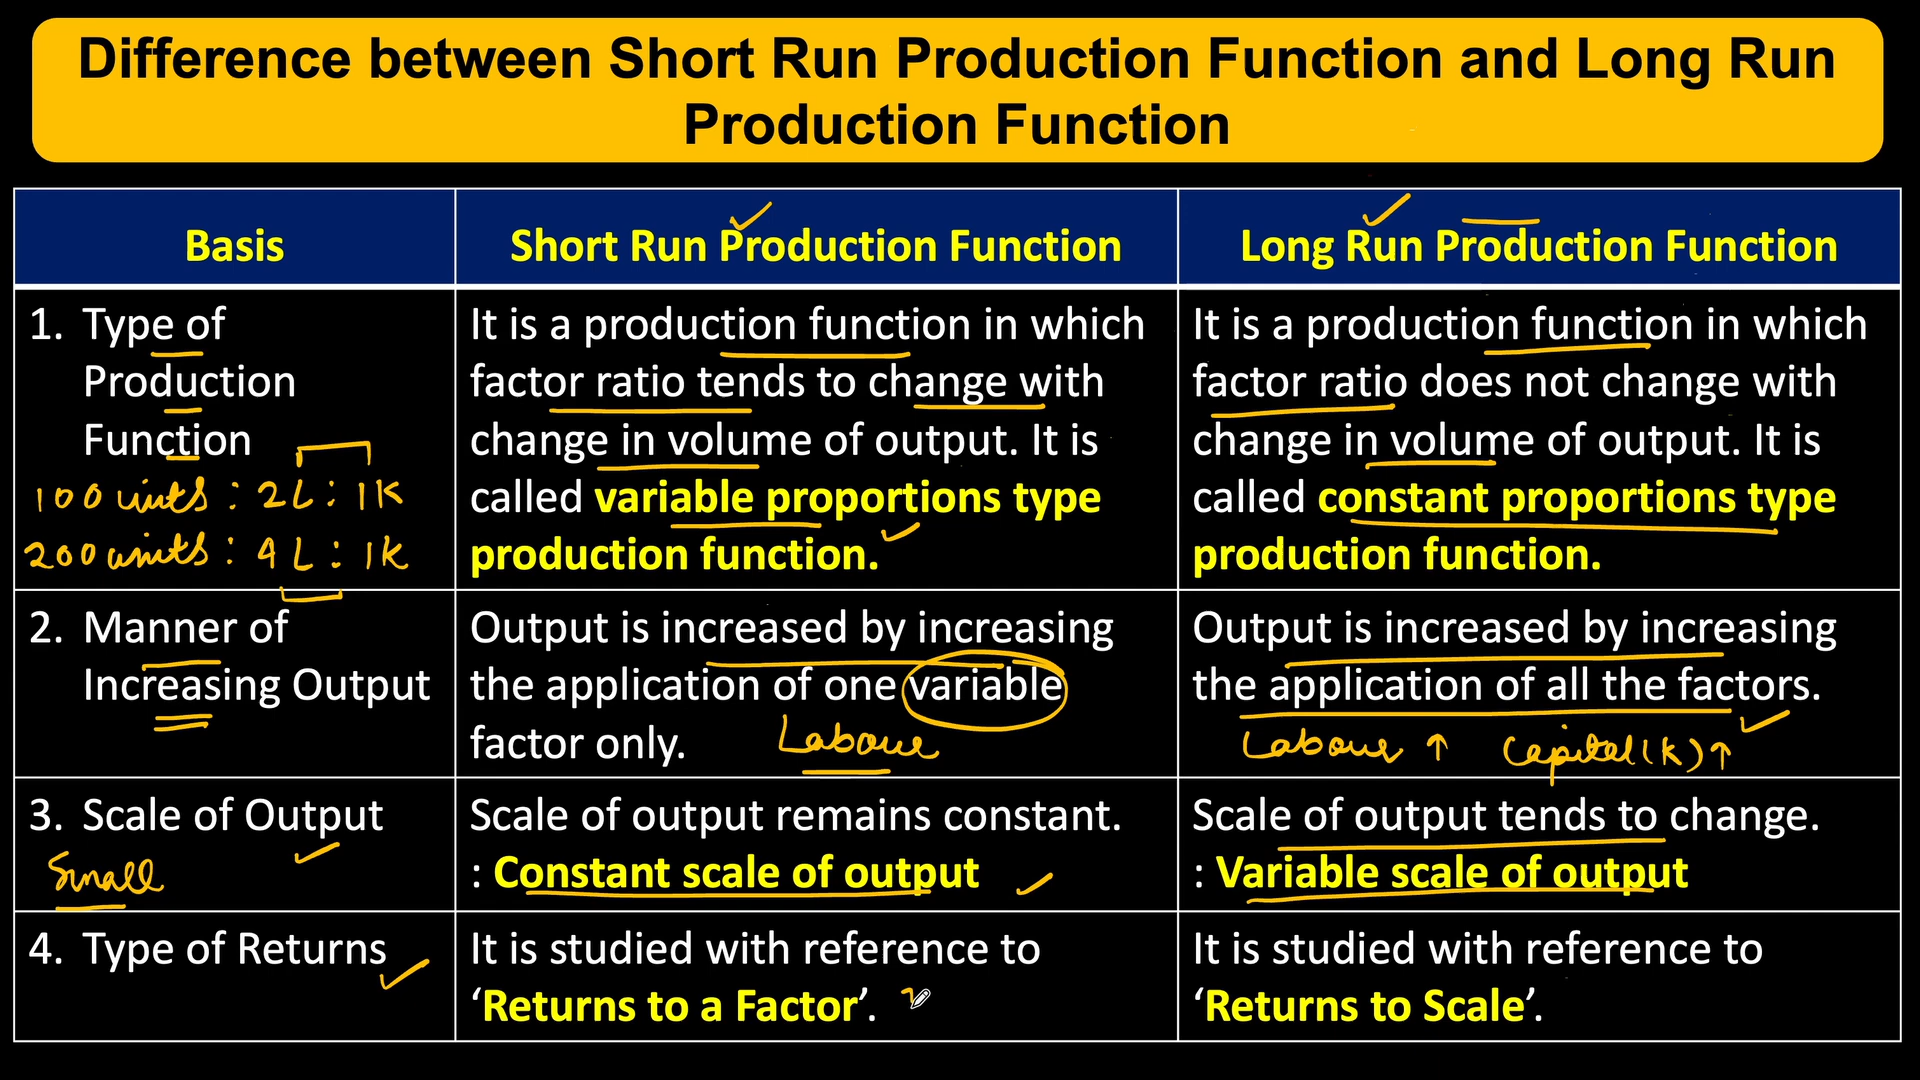 Difference between Short Run Production Function and Long Run
Production Function
Basis
Short Run Production Function
Long Run Production Function
1. Type of
Production
Function
100 units : 2L : 1K
200 units : 4L : 1K
It is a production function in which
factor ratio tends to change with
change in volume of output. It is
called variable proportions type
production function.
It is a production function in which
factor ratio does not change with
change in volume of output. It is
called constant proportions type
production function.
2. Manner of
Increasing Output
Output is increased by increasing
the application of one variable
factor only.
Labour
Output is increased by increasing
the application of all the factors.
Labour ↑ Capital(K)↑
3. Scale of Output
Small
Scale of output remains constant.
: Constant scale of output
Scale of output tends to change.
: Variable scale of output
4. Type of Returns
It is studied with reference to
‘Returns to a Factor’.
It is studied with reference to
‘Returns to Scale’.